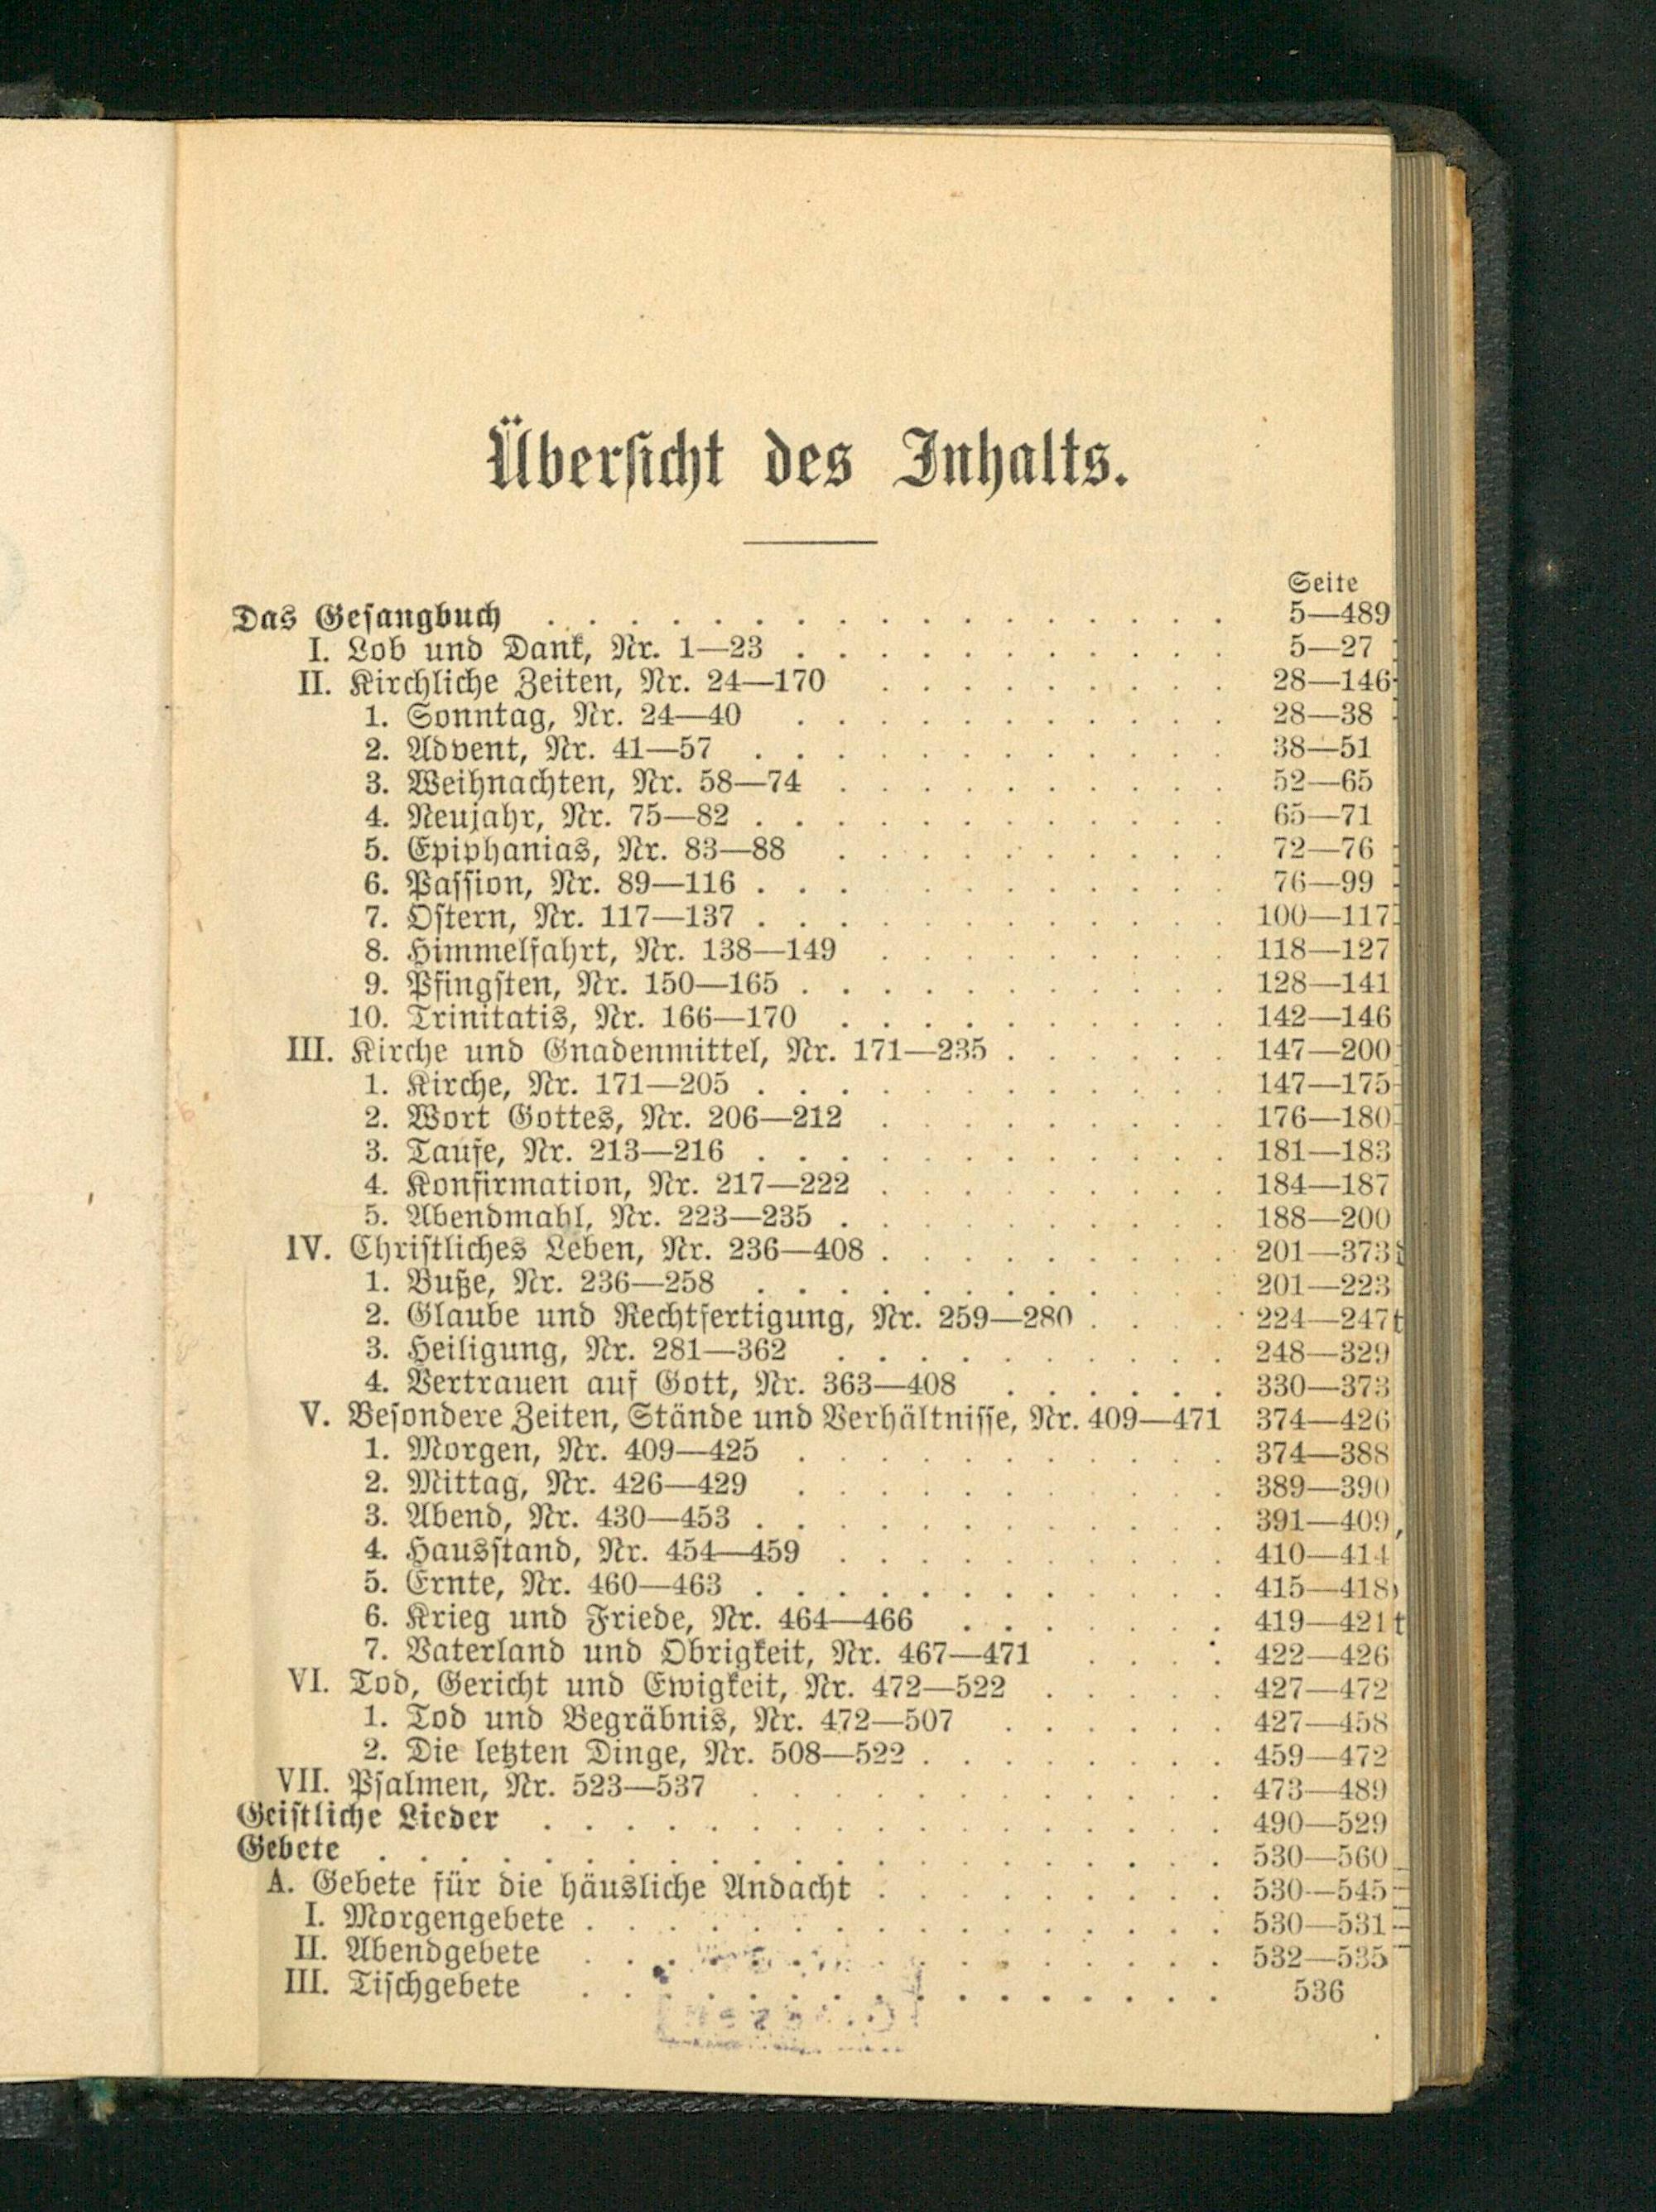 Übersicht des Inhalts.
Seite
Das Gesangbuch . . . . . . . . . . . . . . . . . 5—489
I. Lob und Dank, Nr. 1—23 . . . . . . . . . . . 5—27
II. Kirchliche Zeiten, Nr. 24—170 . . . . . . . . . 28—146
1. Sonntag, Nr. 24—40 . . . . . . . . . . . 28—38
2. Advent, Nr. 41—57 . . . . . . . . . . . . 38—51
3. Weihnachten, Nr. 58—74 . . . . . . . . . . 52—65
4. Neujahr, Nr. 75—82 . . . . . . . . . . . . 65—71
5. Epiphanias, Nr. 83—88 . . . . . . . . . . 72—76
6. Passion, Nr. 89—116 . . . . . . . . . . . 76—99
7. Ostern, Nr. 117—137 . . . . . . . . . . . . 100—117
8. Himmelfahrt, Nr. 138—149 . . . . . . . . . 118—127
9. Pfingsten, Nr. 150—165 . . . . . . . . . . . 128—141
10. Trinitatis, Nr. 166—170 . . . . . . . . . . 142—146
III. Kirche und Gnadenmittel, Nr. 171—235 . . . . . . 147—200
1. Kirche, Nr. 171—205 . . . . . . . . . . . . 147—175
2. Wort Gottes, Nr. 206—212 . . . . . . . . . 176—180
3. Taufe, Nr. 213—216 . . . . . . . . . . . . 181—183
4. Konfirmation, Nr. 217—222 . . . . . . . . . 184—187
5. Abendmahl, Nr. 223—235 . . . . . . . . . . 188—200
IV. Christliches Leben, Nr. 236—408 . . . . . . . . . 201—373
1. Buße, Nr. 236—258 . . . . . . . . . . . . 201—223
2. Glaube und Rechtfertigung, Nr. 259—280 . . . . 224—247
3. Heiligung, Nr. 281—362 . . . . . . . . . . 248—329
4. Vertrauen auf Gott, Nr. 363—408 . . . . . . 330—373
V. Besondere Zeiten, Stände und Verhältnisse, Nr. 409—471 374—426
1. Morgen, Nr. 409—425 . . . . . . . . . . . 374—388
2. Mittag, Nr. 426—429 . . . . . . . . . . . 389—390
3. Abend, Nr. 430—453 . . . . . . . . . . . . 391—409
4. Hausstand, Nr. 454—459 . . . . . . . . . . 410—414
5. Ernte, Nr. 460—463 . . . . . . . . . . . . 415—418
6. Krieg und Friede, Nr. 464—466 . . . . . . . 419—421
7. Vaterland und Obrigkeit, Nr. 467—471 . . . . 422—426
VI. Tod, Gericht und Ewigkeit, Nr. 472—522 . . . . . 427—472
1. Tod und Begräbnis, Nr. 472—507 . . . . . . 427—458
2. Die letzten Dinge, Nr. 508—522 . . . . . . . . 459—472
VII. Psalmen, Nr. 523—537 . . . . . . . . . . . . 473—489
Geistliche Lieder . . . . . . . . . . . . . . . . . 490—529
Gebete . . . . . . . . . . . . . . . . . . . . . 530—560
A. Gebete für die häusliche Andacht . . . . . . . . . 530—545
I. Morgengebete . . . . . . . . . . . . . . . . 530—531
II. Abendgebete . . . . . . . . . . . . . . . . 532—535
III. Tischgebete . . . . . . . . . . . . . . . . 536